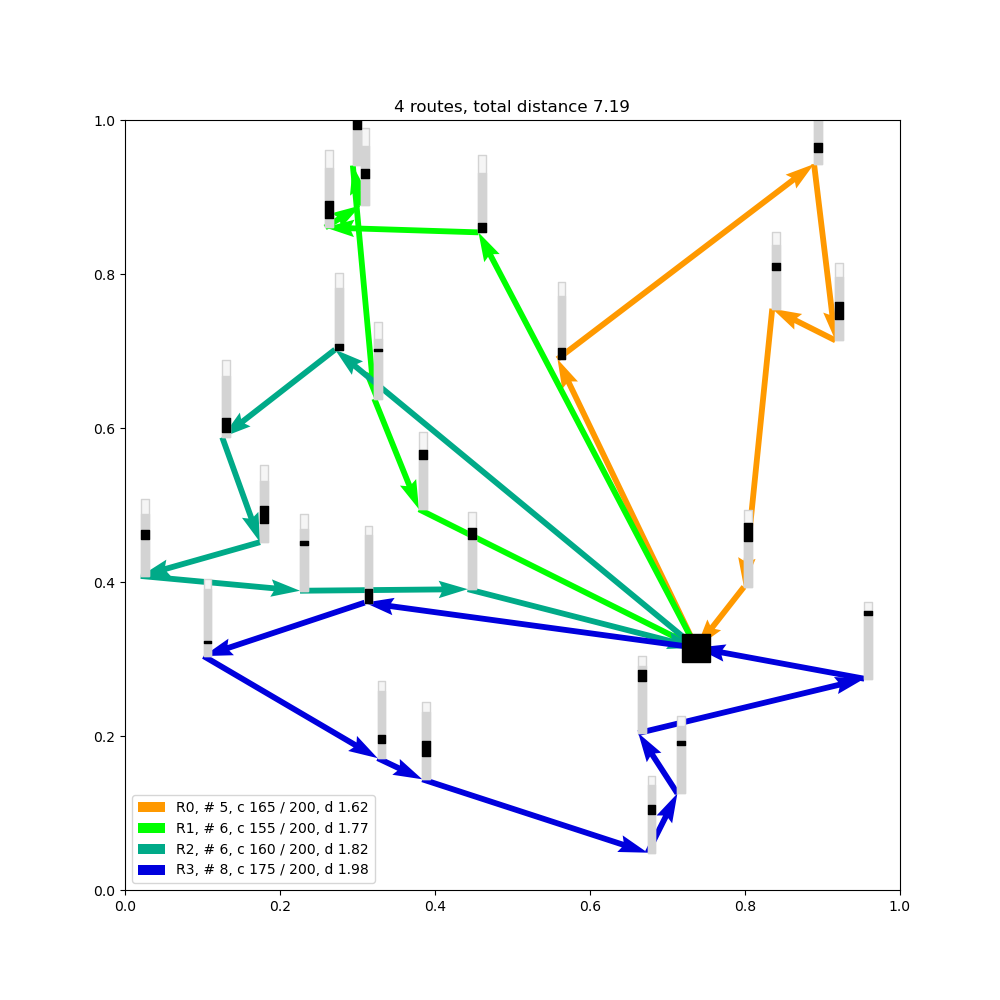 4 routes, total distance 7.19
1.0
0.8
0.6
0.4
0.2
0.0
R0, # 5, c 165 / 200, d 1.62
R1, # 6, c 155 / 200, d 1.77
R2, # 6, c 160 / 200, d 1.82
R3, # 8, c 175 / 200, d 1.98
0.0 0.2 0.4 0.6 0.8 1.0